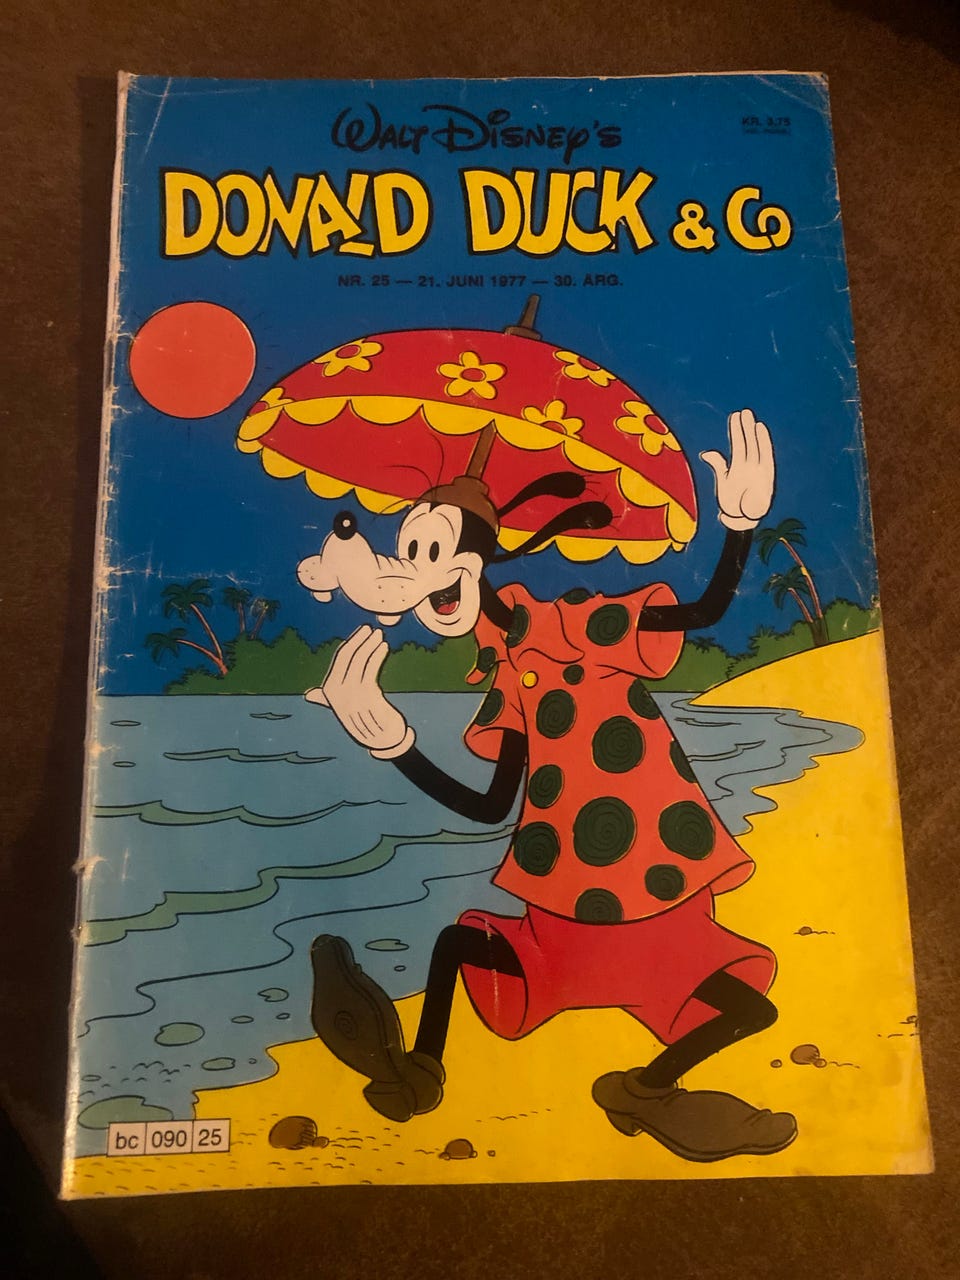 Walt Disney's
DONALD DUCK & Co
KR. 3.75
NR. 25 — 21. JUNI 1977 — 30. ÅRG.
bc 090 25